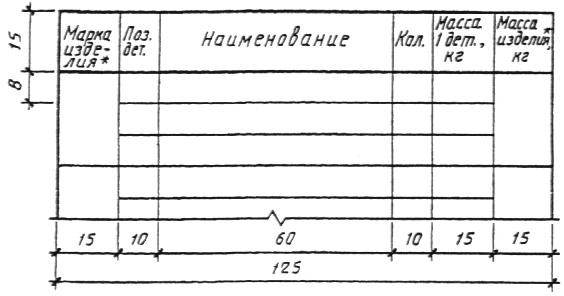 Марка
изде-
лия*
Поз.
дет.
Наименование
Кол.
Масса
1 дет.,
кг
Масса
изделия*,
кг
15
8
15
10
60
10
15
15
125